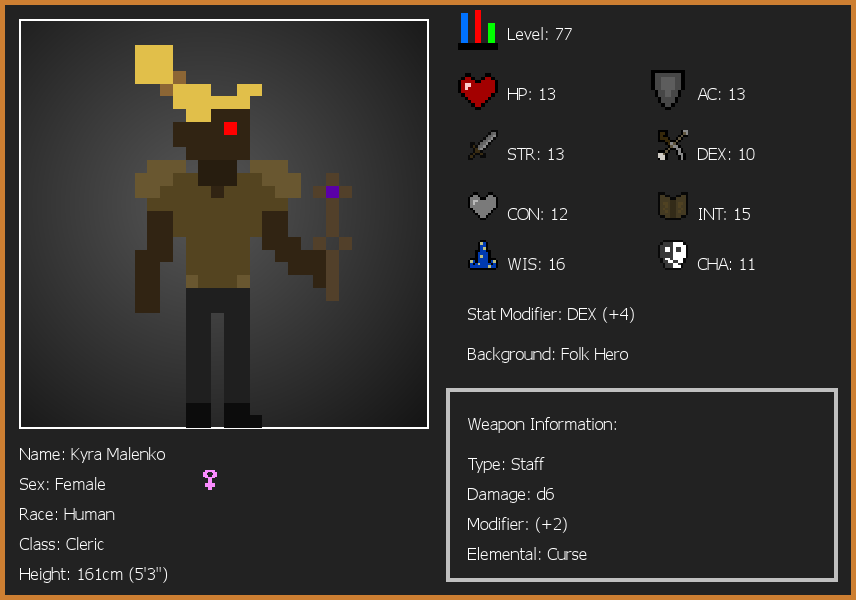 Level: 77
HP: 13
AC: 13
STR: 13
DEX: 10
CON: 12
INT: 15
WIS: 16
CHA: 11
Stat Modifier: DEX (+4)
Background: Folk Hero
Weapon Information:
Type: Staff
Damage: d6
Modifier: (+2)
Elemental: Curse
Name: Kyra Malenko
Sex: Female
Race: Human
Class: Cleric
Height: 161cm (5'3")